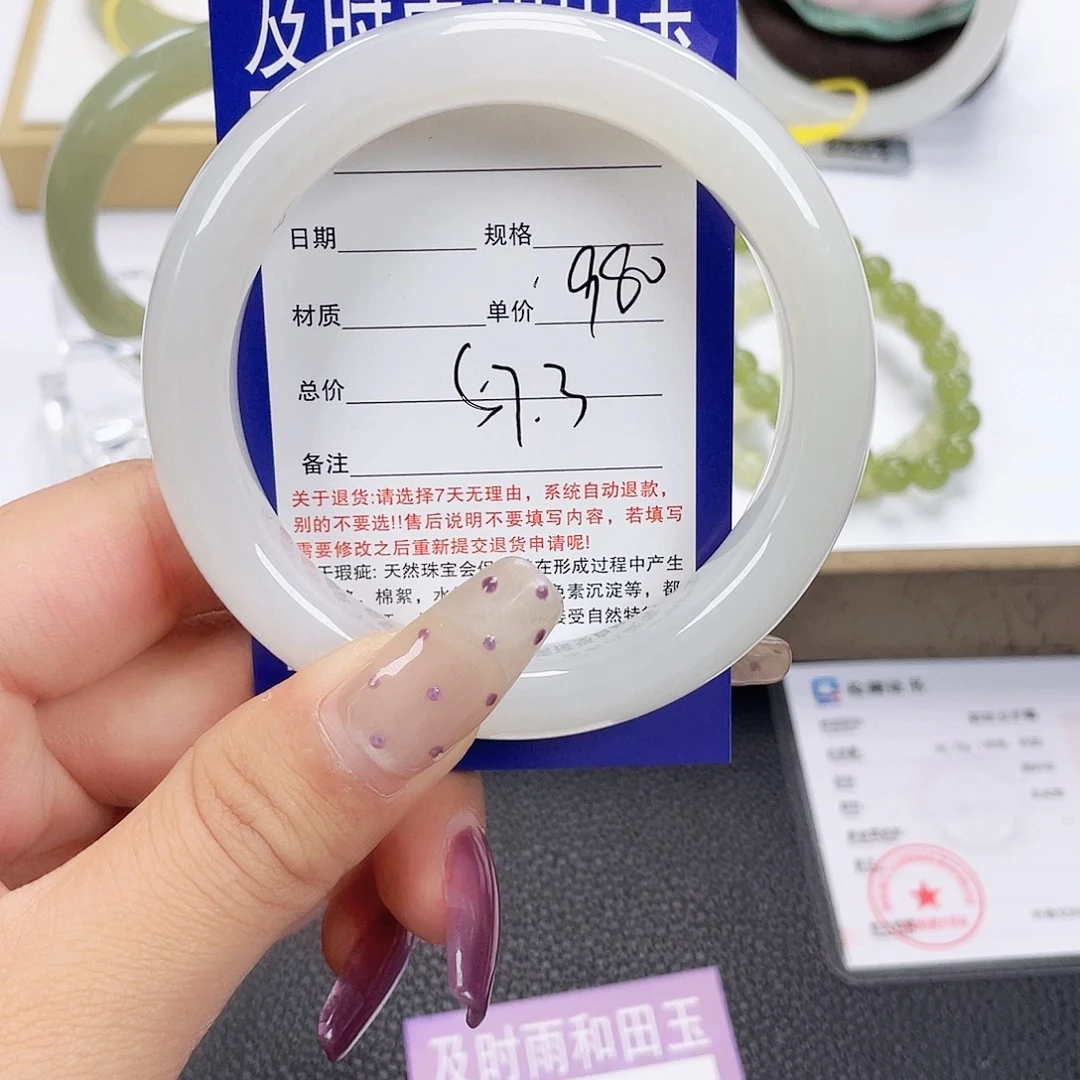 及时雨和田玉
日期 规格
980
材质 单价
57.3
总价
备注
关于退货:请选择7天无理由，系统自动退款，
别的不要选!!售后说明不要填写内容，若填写
需要修改之后重新提交退货申请呢!
瑕疵: 天然珠宝会 在形成过程中产生
棉絮，水 色素沉淀等，都
接受自然特
及时雨和田玉